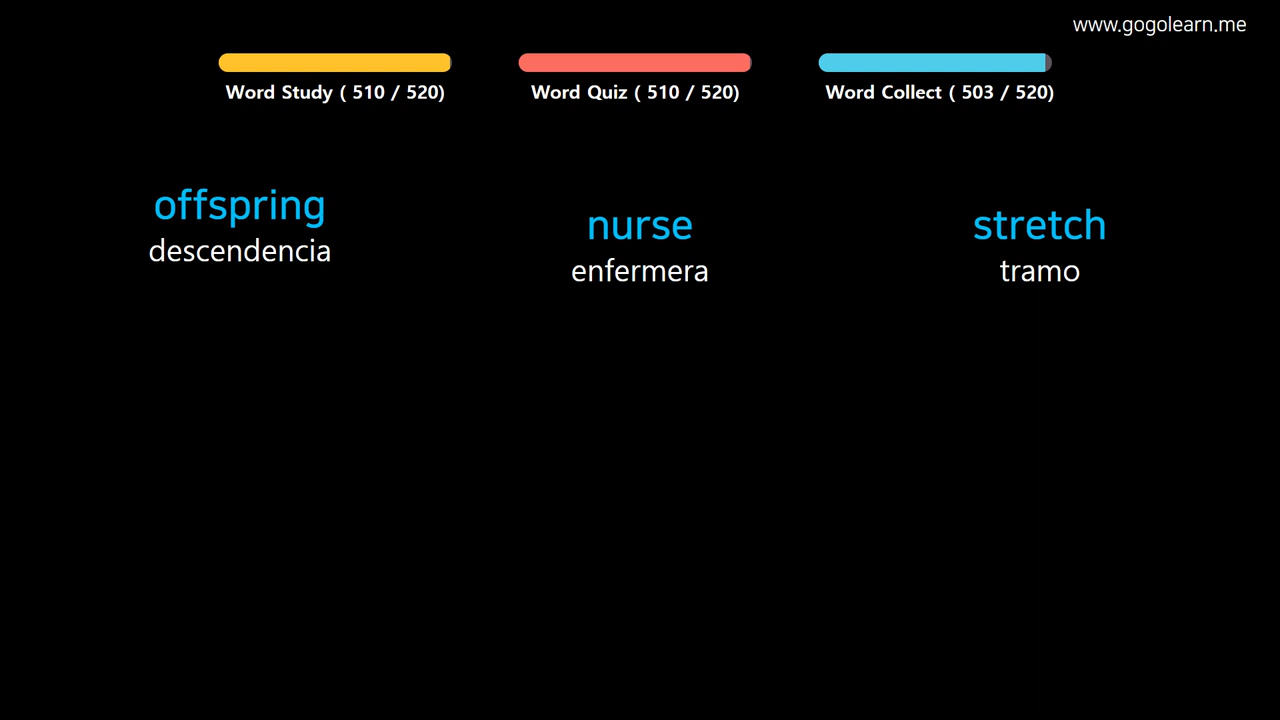 www.gogolearn.me
Word Study ( 510 / 520)
Word Quiz ( 510 / 520)
Word Collect ( 503 / 520)
offspring
descendencia
nurse
enfermera
stretch
tramo